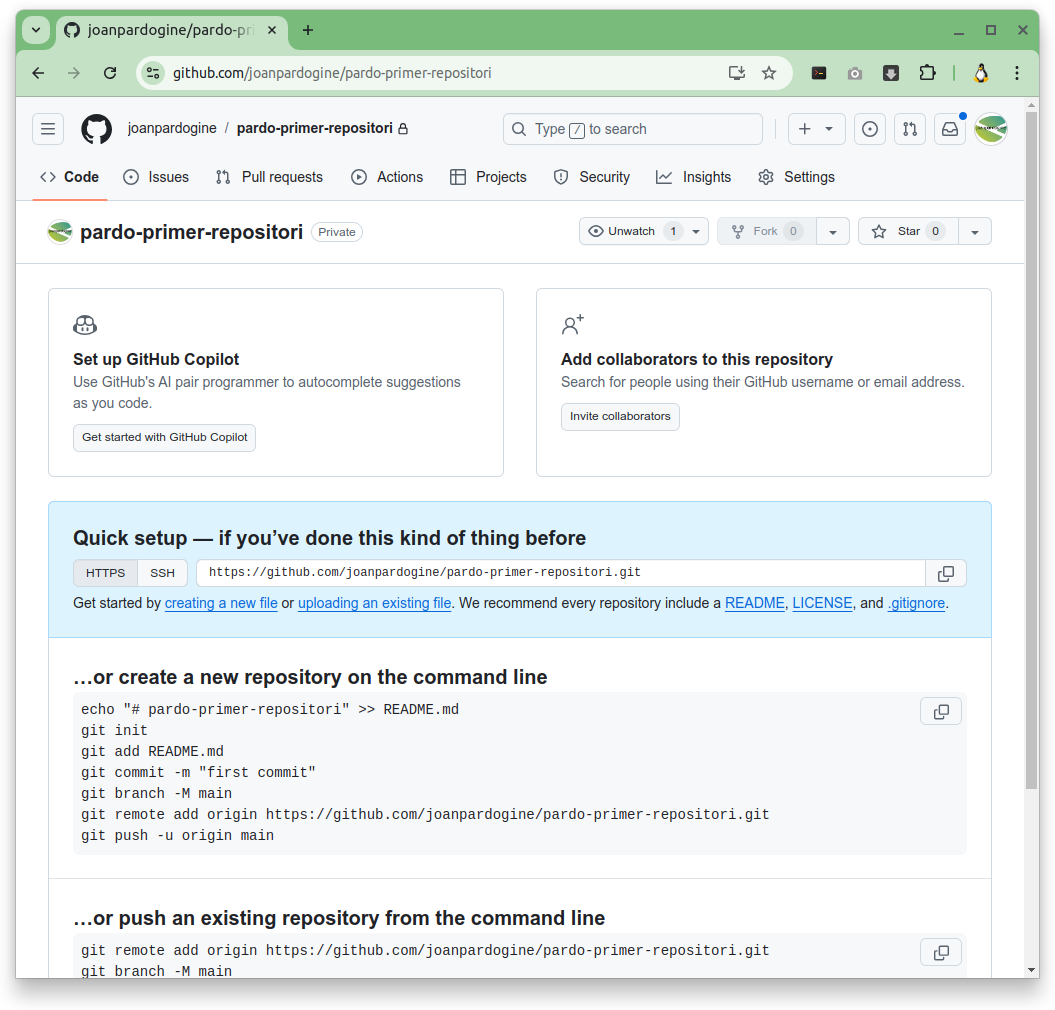 joanpardogine/pardo-pri
github.com/joanpardogine/pardo-primer-repositori
joanpardogine / pardo-primer-repositori
Type / to search
Code Issues Pull requests Actions Projects Security Insights Settings
pardo-primer-repositori Private
Unwatch 1 Fork 0 Star 0
Set up GitHub Copilot
Use GitHub's AI pair programmer to autocomplete suggestions
as you code.
Get started with GitHub Copilot
Add collaborators to this repository
Search for people using their GitHub username or email address.
Invite collaborators
Quick setup — if you’ve done this kind of thing before
HTTPS SSH https://github.com/joanpardogine/pardo-primer-repositori.git
Get started by creating a new file or uploading an existing file. We recommend every repository include a README, LICENSE, and .gitignore.
…or create a new repository on the command line
echo "# pardo-primer-repositori" >> README.md
git init
git add README.md
git commit -m "first commit"
git branch -M main
git remote add origin https://github.com/joanpardogine/pardo-primer-repositori.git
git push -u origin main
…or push an existing repository from the command line
git remote add origin https://github.com/joanpardogine/pardo-primer-repositori.git
git branch -M main